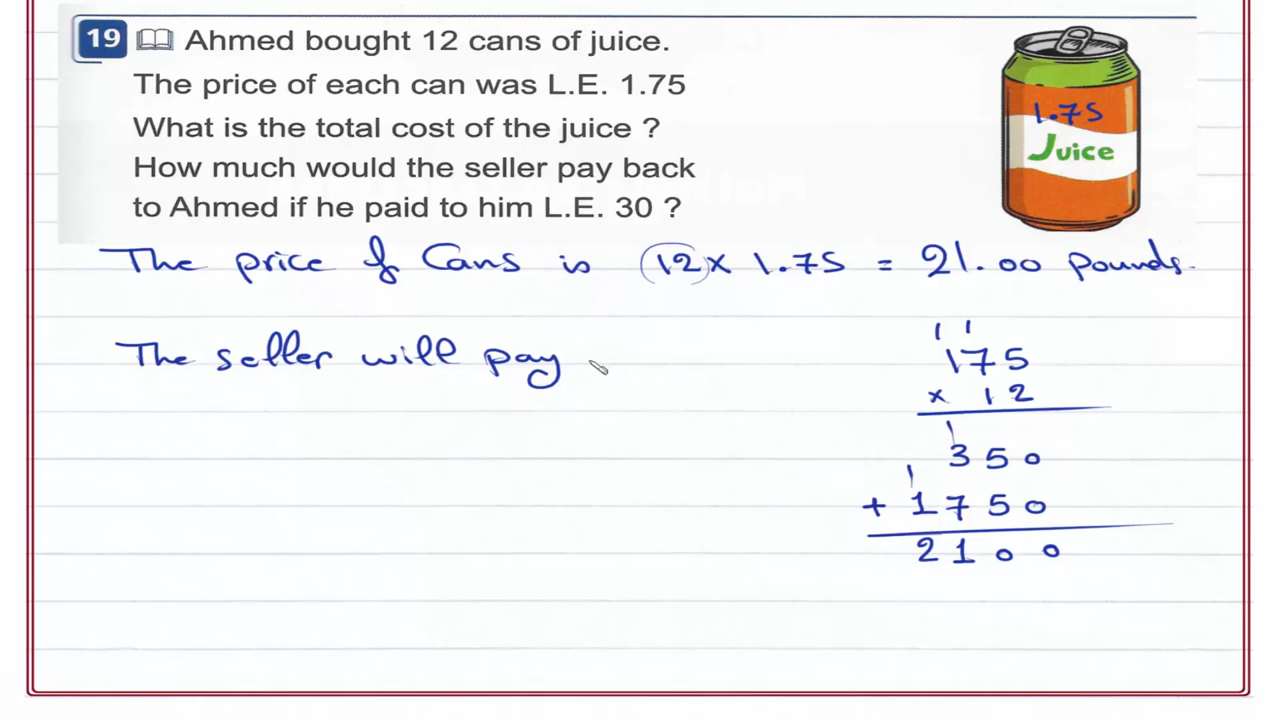 19 Ahmed bought 12 cans of juice.
The price of each can was L.E. 1.75
What is the total cost of the juice ?
How much would the seller pay back
to Ahmed if he paid to him L.E. 30 ?
1.75
Juice
The price of Cans is (12) × 1.75 = 21.00 pounds.
The seller will pay
1 1
175
× 12
1
350
1
+ 1750
2100